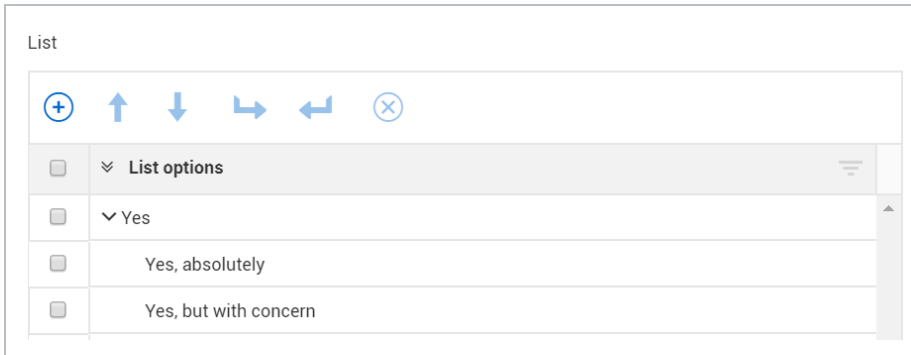 List
List options
Yes
Yes, absolutely
Yes, but with concern